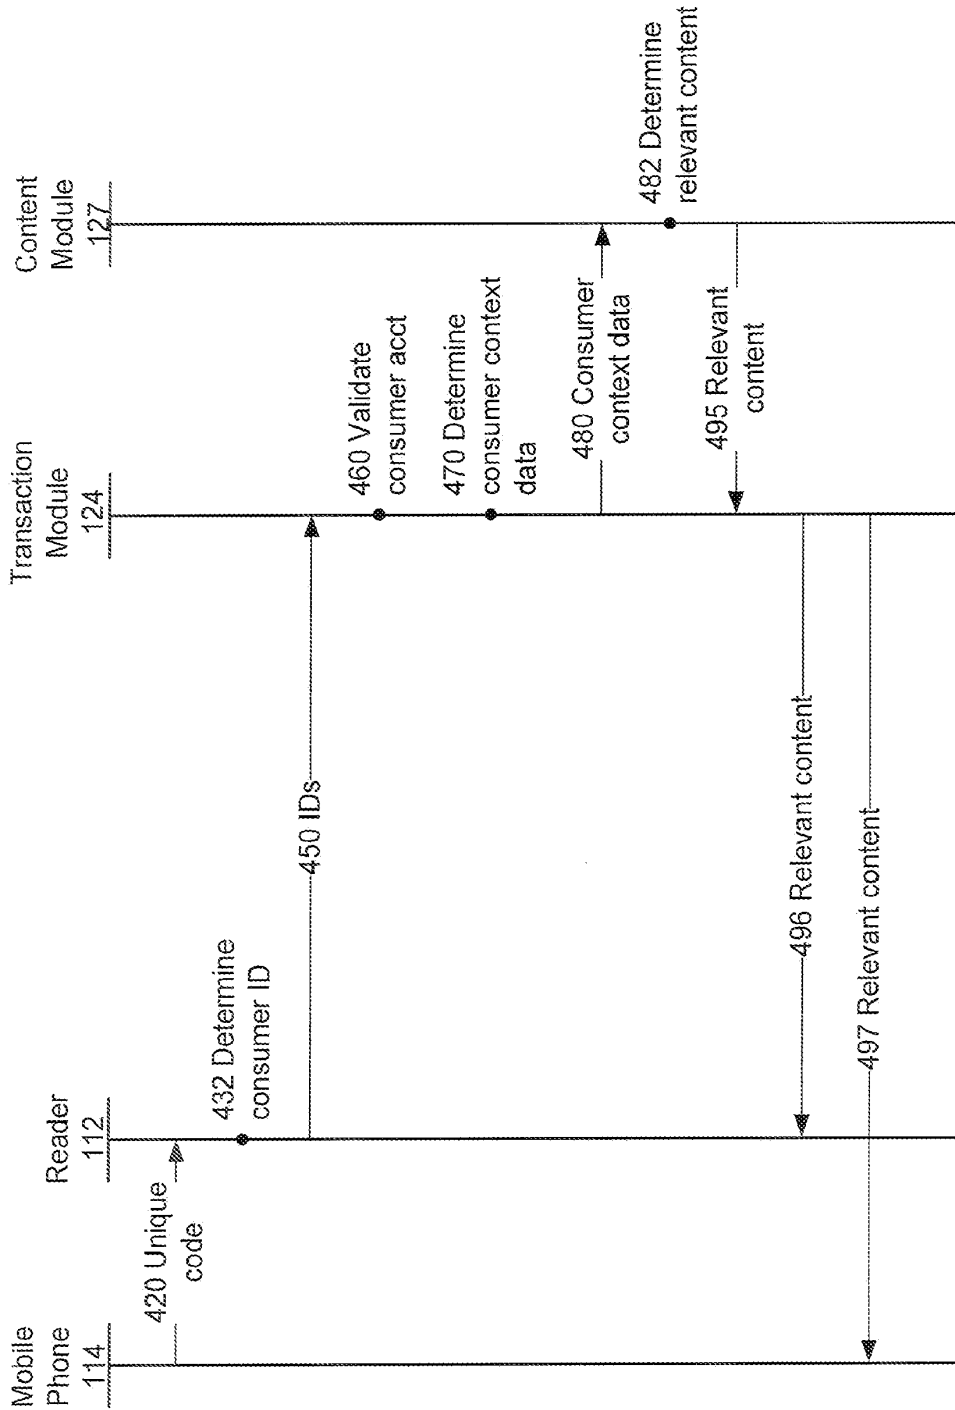 Mobile
Phone
114
Reader
112
Transaction
Module
124
Content
Module
127
420 Unique
code
432 Determine
consumer ID
450 IDs
460 Validate
consumer acct
470 Determine
consumer context
data
480 Consumer
context data
482 Determine
relevant content
495 Relevant
content
496 Relevant content
497 Relevant content